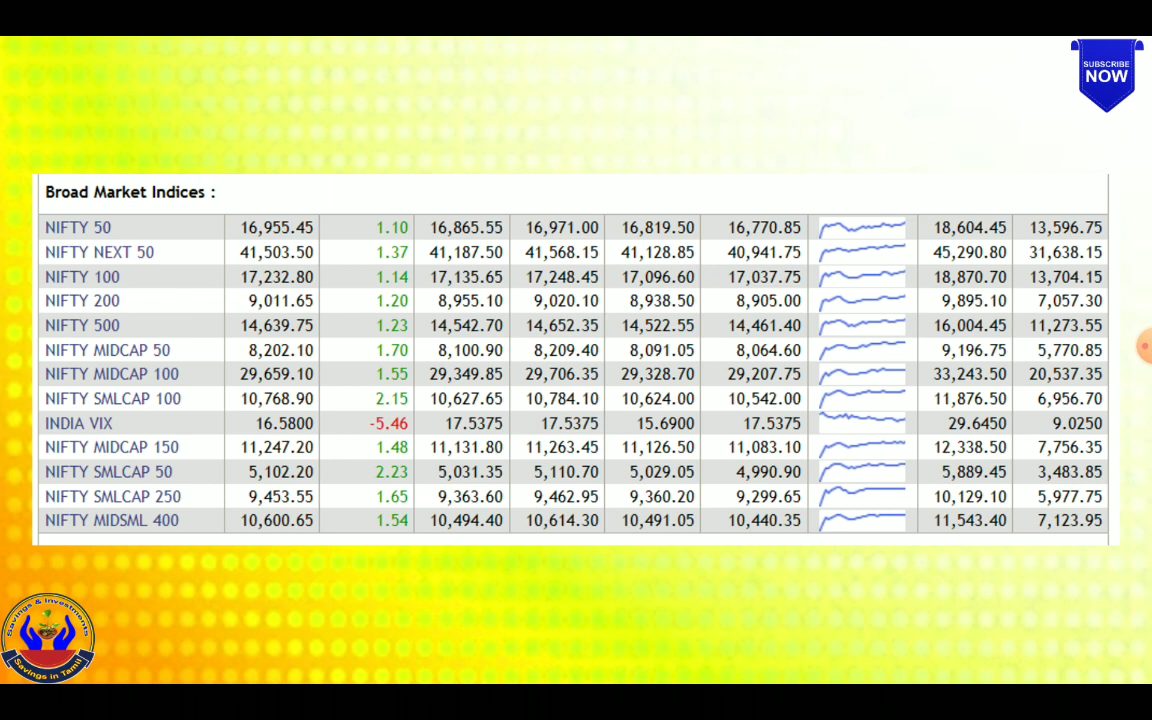 SUBSCRIBE
NOW
Broad Market Indices :
NIFTY 50 16,955.45 1.10 16,865.55 16,971.00 16,819.50 16,770.85 18,604.45 13,596.75
NIFTY NEXT 50 41,503.50 1.37 41,187.50 41,568.15 41,128.85 40,941.75 45,290.80 31,638.15
NIFTY 100 17,232.80 1.14 17,135.65 17,248.45 17,096.60 17,037.75 18,870.70 13,704.15
NIFTY 200 9,011.65 1.20 8,955.10 9,020.10 8,938.50 8,905.00 9,895.10 7,057.30
NIFTY 500 14,639.75 1.23 14,542.70 14,652.35 14,522.55 14,461.40 16,004.45 11,273.55
NIFTY MIDCAP 50 8,202.10 1.70 8,100.90 8,209.40 8,091.05 8,064.60 9,196.75 5,770.85
NIFTY MIDCAP 100 29,659.10 1.55 29,349.85 29,706.35 29,328.70 29,207.75 33,243.50 20,537.35
NIFTY SMLCAP 100 10,768.90 2.15 10,627.65 10,784.10 10,624.00 10,542.00 11,876.50 6,956.70
INDIA VIX 16.5800 -5.46 17.5375 17.5375 15.6900 17.5375 29.6450 9.0250
NIFTY MIDCAP 150 11,247.20 1.48 11,131.80 11,263.45 11,126.50 11,083.10 12,338.50 7,756.35
NIFTY SMLCAP 50 5,102.20 2.23 5,031.35 5,110.70 5,029.05 4,990.90 5,889.45 3,483.85
NIFTY SMLCAP 250 9,453.55 1.65 9,363.60 9,462.95 9,360.20 9,299.65 10,129.10 5,977.75
NIFTY MIDSML 400 10,600.65 1.54 10,494.40 10,614.30 10,491.05 10,440.35 11,543.40 7,123.95
Savings & Investments
Savings in Tamil